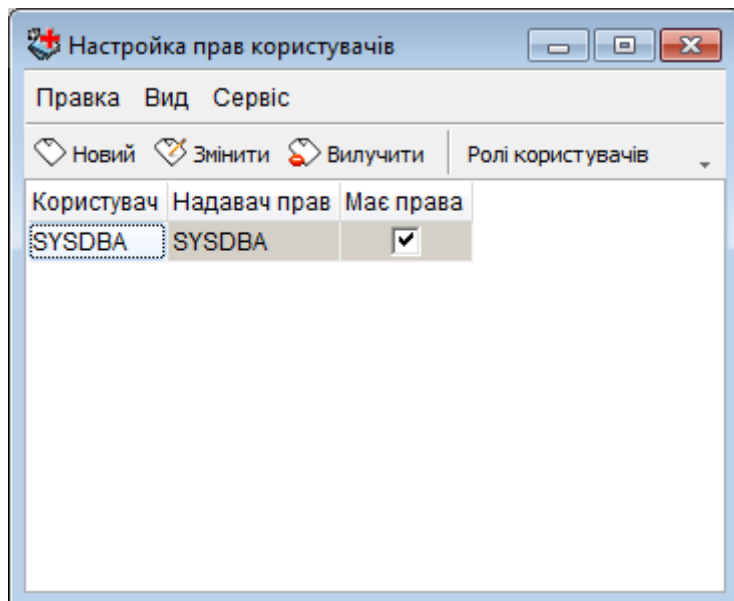 Настройка прав користувачів
Правка Вид Сервіс
Новий Змінити Вилучити Ролі користувачів
Користувач Надавач прав Має права
SYSDBA SYSDBA